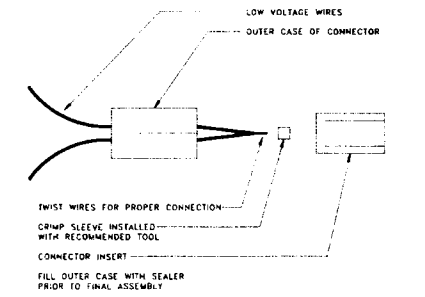 LOW VOLTAGE WIRES
OUTER CASE OF CONNECTOR
TWIST WIRES FOR PROPER CONNECTION
CRIMP SLEEVE INSTALLED
WITH RECOMMENDED TOOL
CONNECTOR INSERT
FILL OUTER CASE WITH SEALER
PRIOR TO FINAL ASSEMBLY